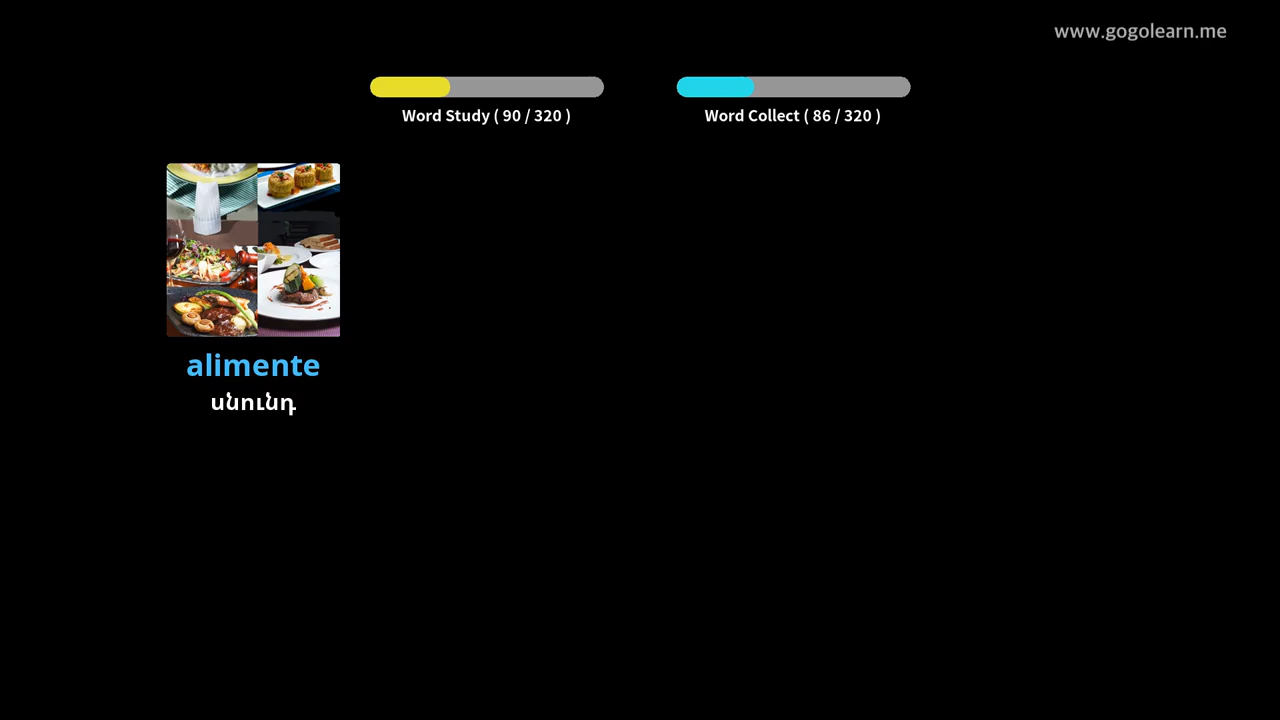 www.gogolearn.me
Word Study ( 90 / 320 )
Word Collect ( 86 / 320 )
alimente
սնունդ